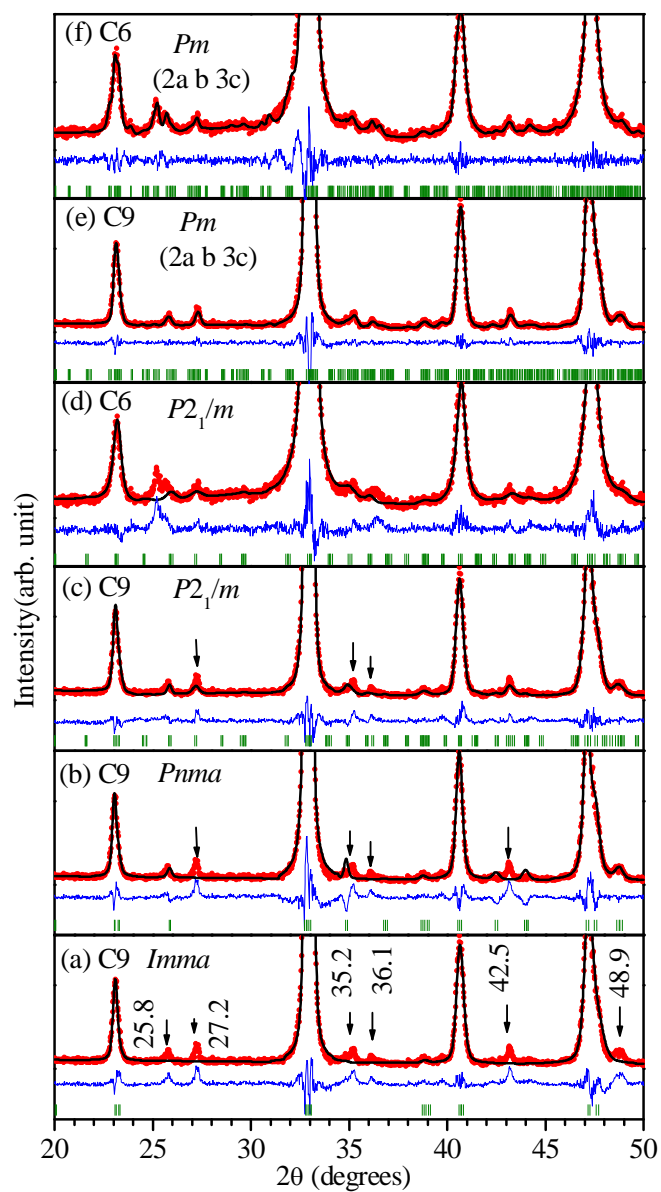 (f) C6 Pm
(2a b 3c)
(e) C9 Pm
(2a b 3c)
(d) C6 P2₁/m
(c) C9 P2₁/m
(b) C9 Pnma
(a) C9 Imma
25.8
27.2
35.2
36.1
42.5
48.9
Intensity(arb. unit)
20 25 30 35 40 45 50
2θ (degrees)